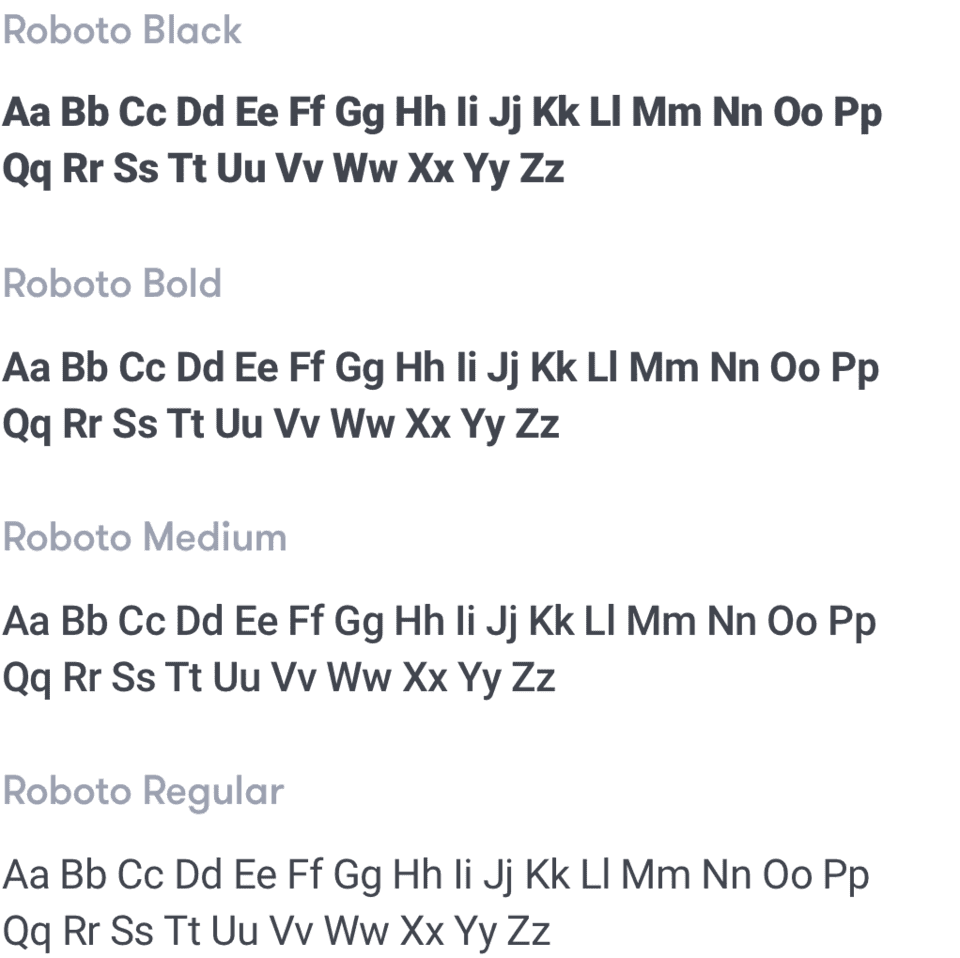 Roboto Black
Aa Bb Cc Dd Ee Ff Gg Hh Ii Jj Kk Ll Mm Nn Oo Pp
Qq Rr Ss Tt Uu Vv Ww Xx Yy Zz
Roboto Bold
Aa Bb Cc Dd Ee Ff Gg Hh Ii Jj Kk Ll Mm Nn Oo Pp
Qq Rr Ss Tt Uu Vv Ww Xx Yy Zz
Roboto Medium
Aa Bb Cc Dd Ee Ff Gg Hh Ii Jj Kk Ll Mm Nn Oo Pp
Qq Rr Ss Tt Uu Vv Ww Xx Yy Zz
Roboto Regular
Aa Bb Cc Dd Ee Ff Gg Hh Ii Jj Kk Ll Mm Nn Oo Pp
Qq Rr Ss Tt Uu Vv Ww Xx Yy Zz